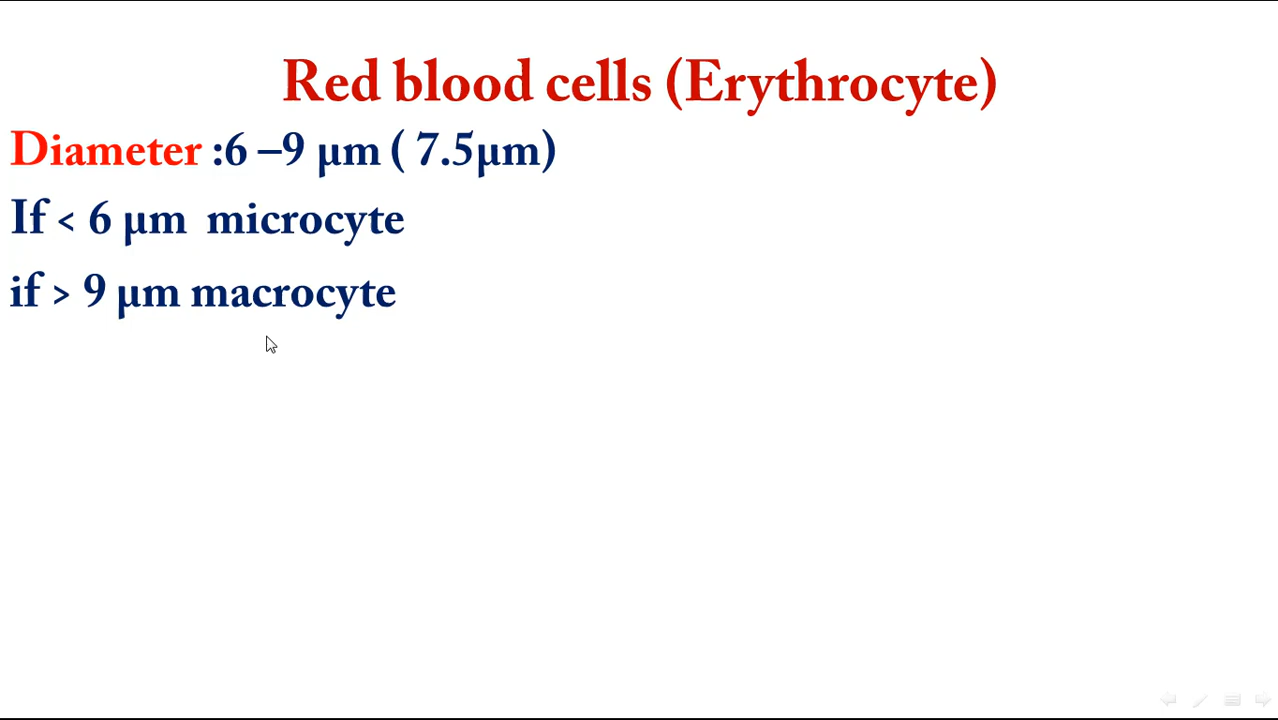 Red blood cells (Erythrocyte)
Diameter :6 –9 µm ( 7.5µm)
If < 6 µm  microcyte
if > 9 µm macrocyte